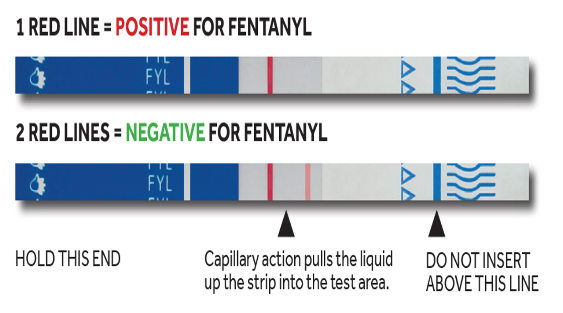 1 RED LINE = POSITIVE FOR FENTANYL
FYL
2 RED LINES = NEGATIVE FOR FENTANYL
FYL
HOLD THIS END
Capillary action pulls the liquid
up the strip into the test area.
DO NOT INSERT
ABOVE THIS LINE